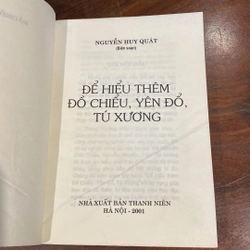 NGUYỄN HUY QUÁT
(Biên soạn)
ĐỂ HIỂU THÊM
ĐỒ CHIỂU, YÊN ĐỔ,
TÚ XƯƠNG
NHÀ XUẤT BẢN THANH NIÊN
HÀ NỘI - 2001